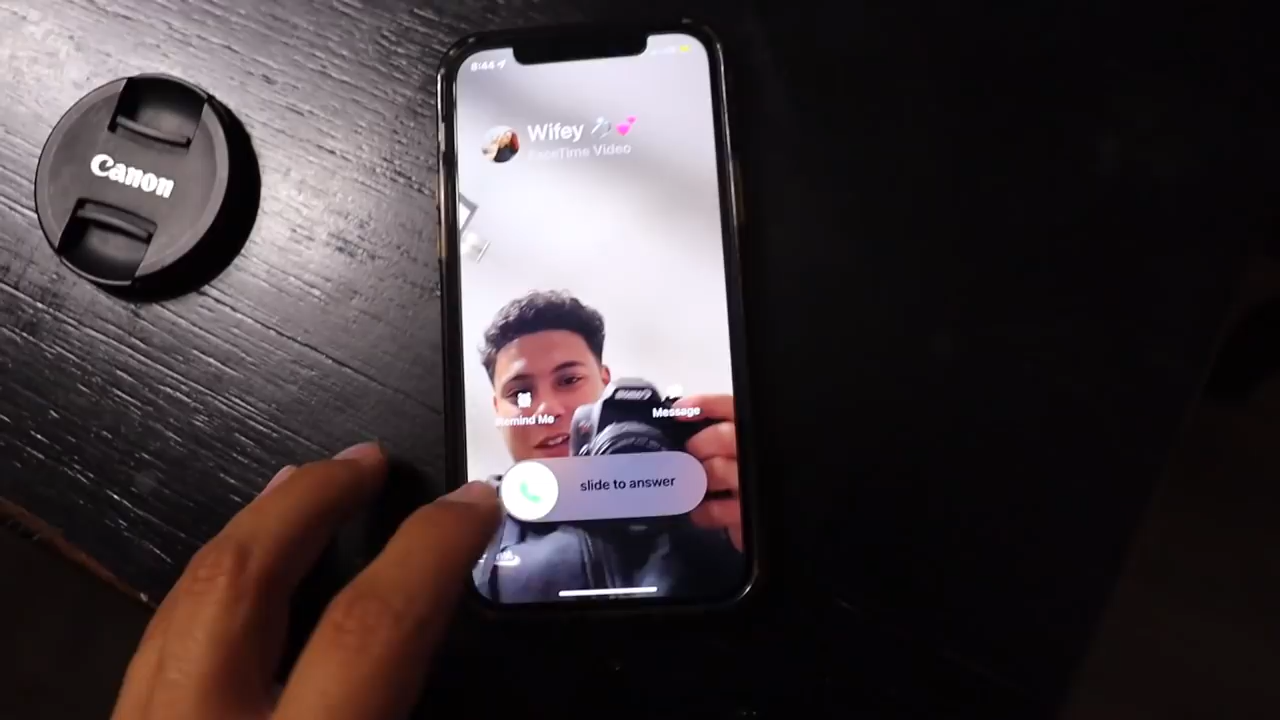 Canon
8:44
Wifey 💍💕
FaceTime Video
Remind Me
Message
slide to answer